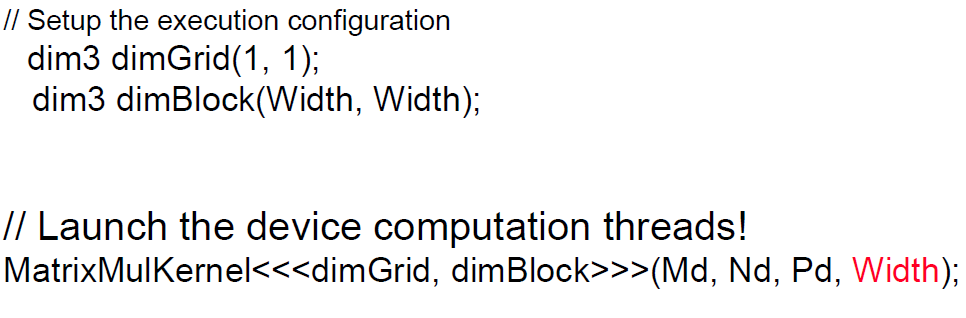 // Setup the execution configuration
dim3 dimGrid(1, 1);
dim3 dimBlock(Width, Width);
// Launch the device computation threads!
MatrixMulKernel<<<dimGrid, dimBlock>>>(Md, Nd, Pd, Width);